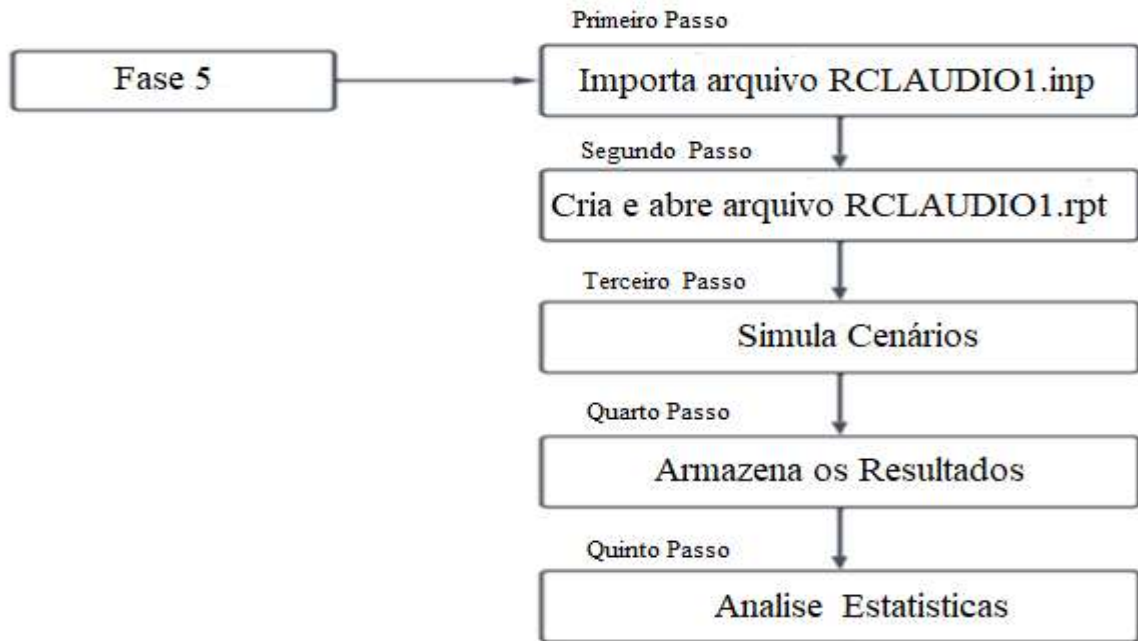 Primeiro Passo
Fase 5
Importa arquivo RCLAUDIO1.inp
Segundo Passo
Cria e abre arquivo RCLAUDIO1.rpt
Terceiro Passo
Simula Cenários
Quarto Passo
Armazena os Resultados
Quinto Passo
Analise Estatisticas